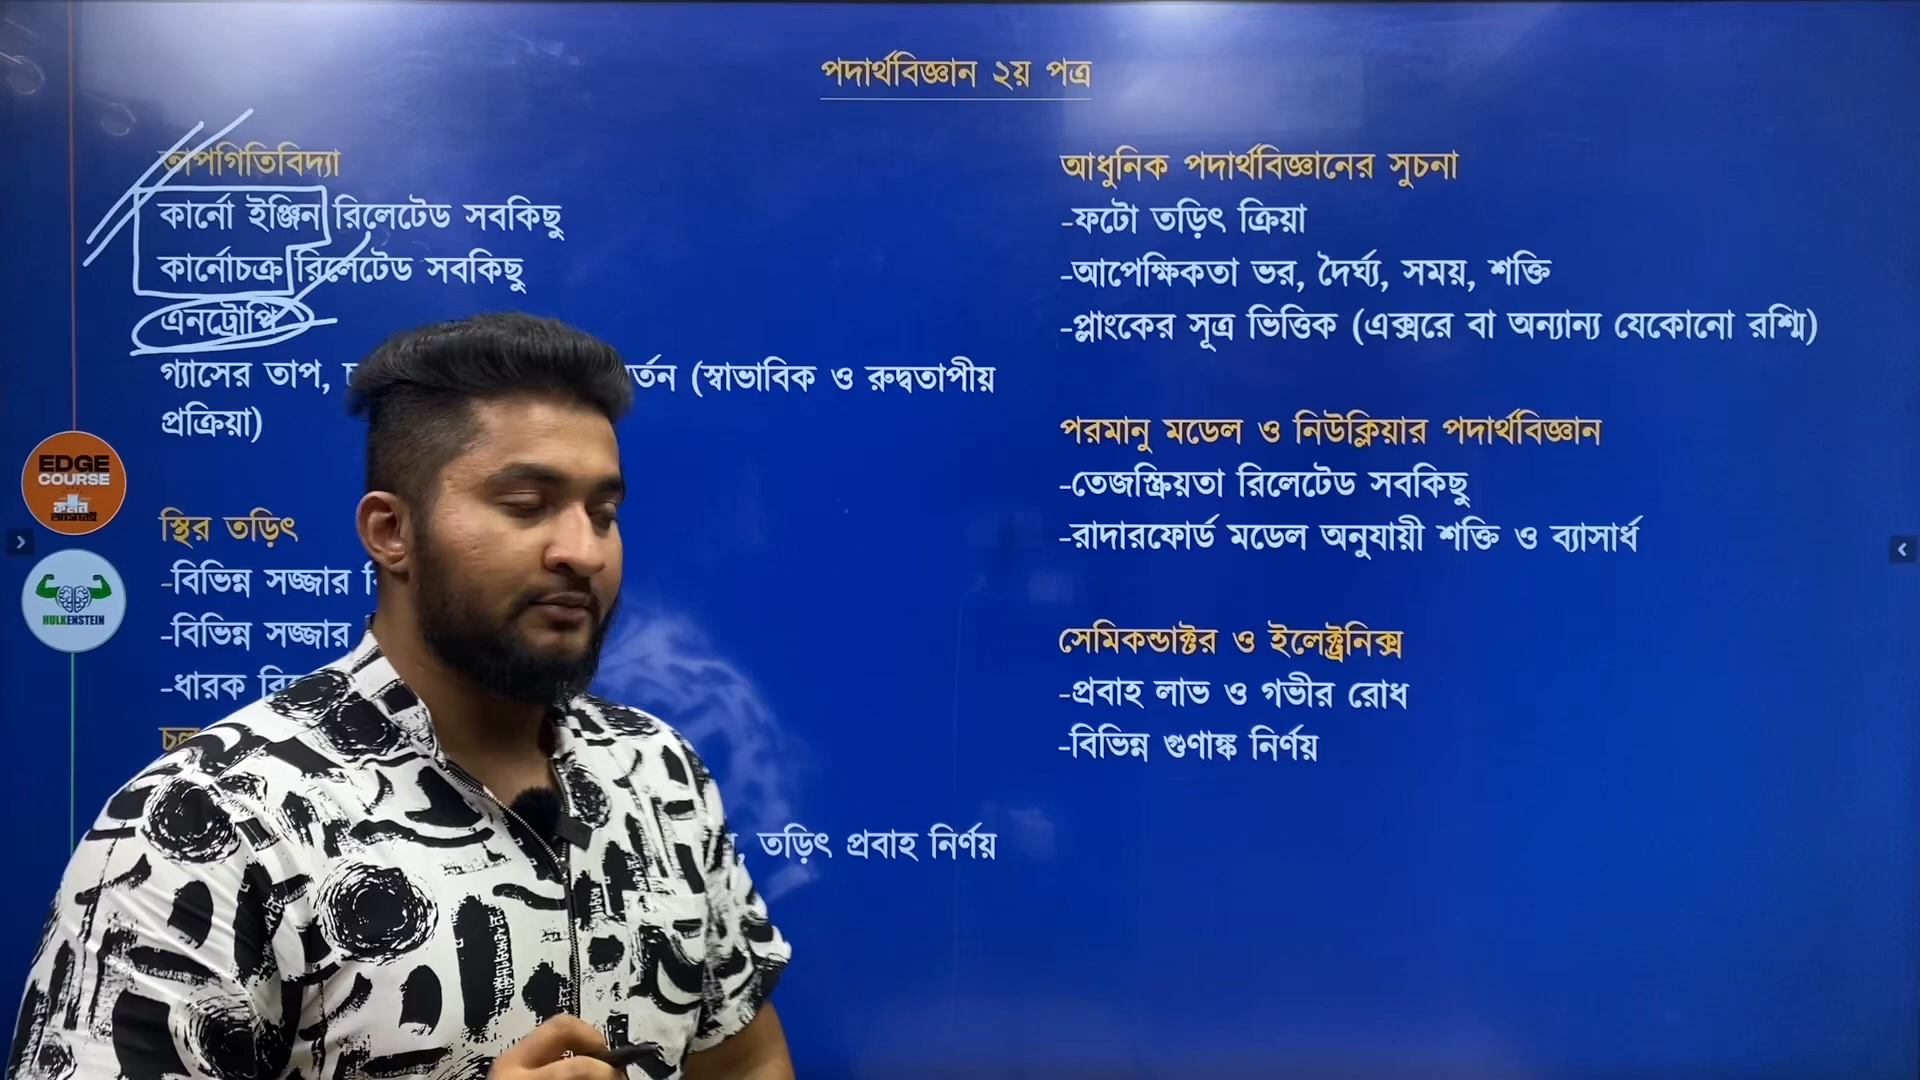 পদার্থবিজ্ঞান ২য় পত্র
তাপগিতিবিদ্যা
কার্নো ইঞ্জিন রিলেটেড সবকিছু
কার্নোচক্র রিলেটেড সবকিছু
এনট্রোপি
গ্যাসের তাপ, (স্বাভাবিক ও রুদ্বতাপীয়
প্রক্রিয়া)
EDGE
COURSE
স্থির তড়িৎ
-বিভিন্ন সজ্জার
-বিভিন্ন সজ্জার
-ধারক
HULKENSTEIN
তড়িৎ প্রবাহ নির্ণয়
আধুনিক পদার্থবিজ্ঞানের সুচনা
-ফটো তড়িৎ ক্রিয়া
-আপেক্ষিকতা ভর, দৈর্ঘ্য, সময়, শক্তি
-প্লাংকের সূত্র ভিত্তিক (এক্সরে বা অন্যান্য যেকোনো রশ্মি)
পরমানু মডেল ও নিউক্লিয়ার পদার্থবিজ্ঞান
-তেজস্ক্রিয়তা রিলেটেড সবকিছু
-রাদারফোর্ড মডেল অনুযায়ী শক্তি ও ব্যাসার্ধ
সেমিকন্ডাক্টর ও ইলেক্ট্রনিক্স
-প্রবাহ লাভ ও গভীর রোধ
-বিভিন্ন গুণাঙ্ক নির্ণয়